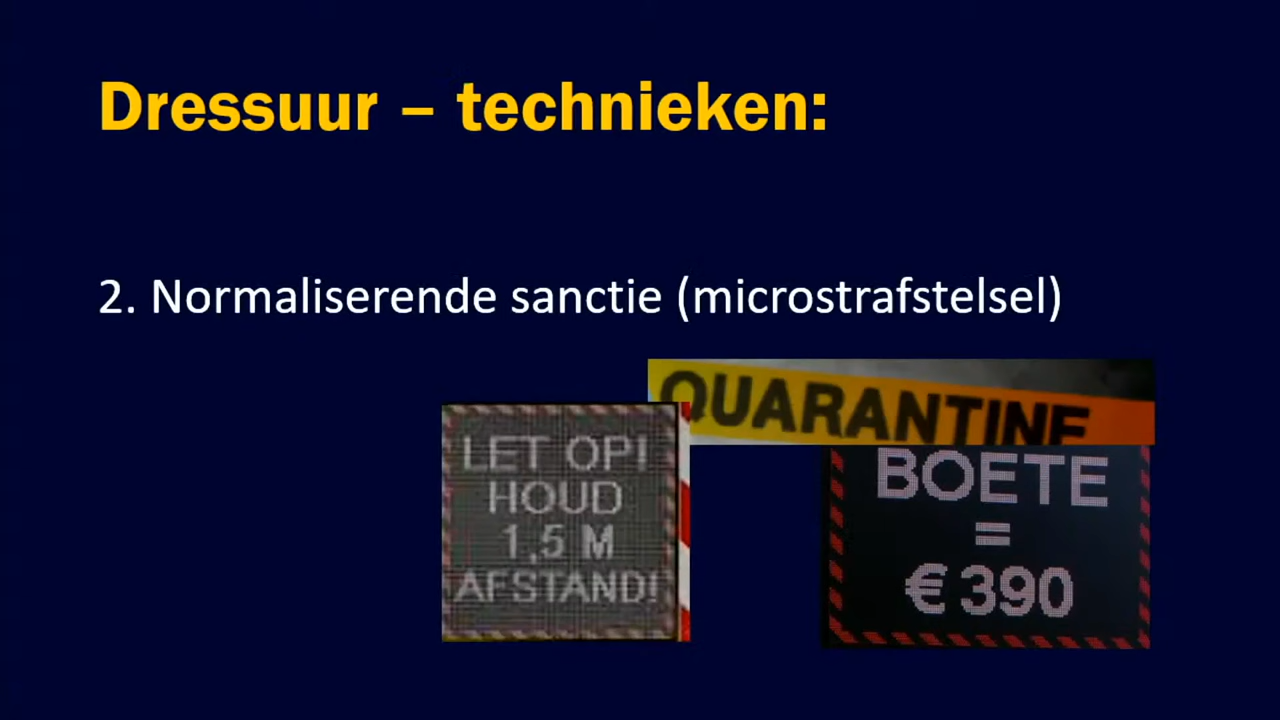 Dressuur – technieken:
2. Normaliserende sanctie (microstrafstelsel)
QUARANTINE
LET OP!
HOUD
1,5 M
AFSTAND!
BOETE
=
€ 390